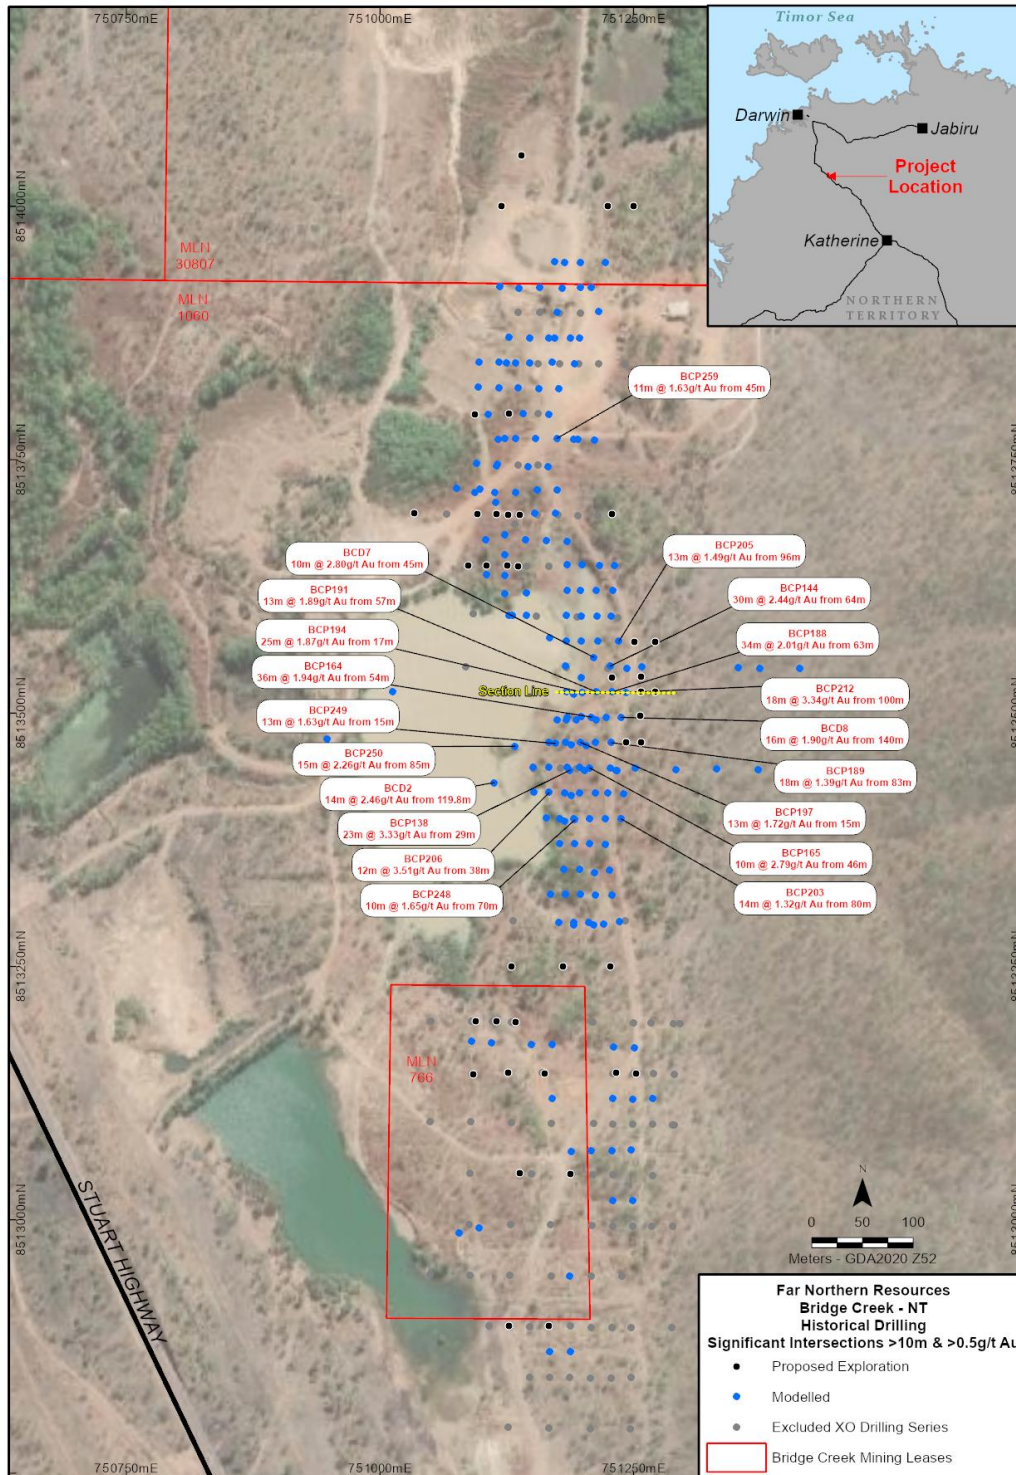 750750mE
751000mE
751250mE
Timor Sea
Darwin
Jabiru
Project
Location
Katherine
NORTHERN
TERRITORY
8514000mN
MLN
30807
MLN
1060
BCP259
11m @ 1.63g/t Au from 45m
8513750mN
8513750mN
BCD7
10m @ 2.80g/t Au from 45m
BCP205
13m @ 1.49g/t Au from 96m
BCP191
13m @ 1.89g/t Au from 57m
BCP144
30m @ 2.44g/t Au from 64m
BCP194
25m @ 1.87g/t Au from 17m
BCP188
34m @ 2.01g/t Au from 63m
BCP164
36m @ 1.94g/t Au from 54m
Section Line
BCP212
18m @ 3.34g/t Au from 100m
8513500mN
8513500mN
BCP249
13m @ 1.63g/t Au from 15m
BCD8
16m @ 1.90g/t Au from 140m
BCP250
15m @ 2.26g/t Au from 85m
BCP189
18m @ 1.39g/t Au from 83m
BCD2
14m @ 2.46g/t Au from 119.8m
BCP197
13m @ 1.72g/t Au from 15m
BCP138
23m @ 3.33g/t Au from 29m
BCP165
10m @ 2.79g/t Au from 46m
BCP206
12m @ 3.51g/t Au from 38m
BCP203
14m @ 1.32g/t Au from 80m
BCP248
10m @ 1.65g/t Au from 70m
8513250mN
8513250mN
MLN
766
STUART HIGHWAY
8513000mN
8513000mN
N
0 50 100
Meters - GDA2020 Z52
Far Northern Resources
Bridge Creek - NT
Historical Drilling
Significant Intersections >10m & >0.5g/t Au
Proposed Exploration
Modelled
Excluded XO Drilling Series
Bridge Creek Mining Leases
750750mE
751000mE
751250mE